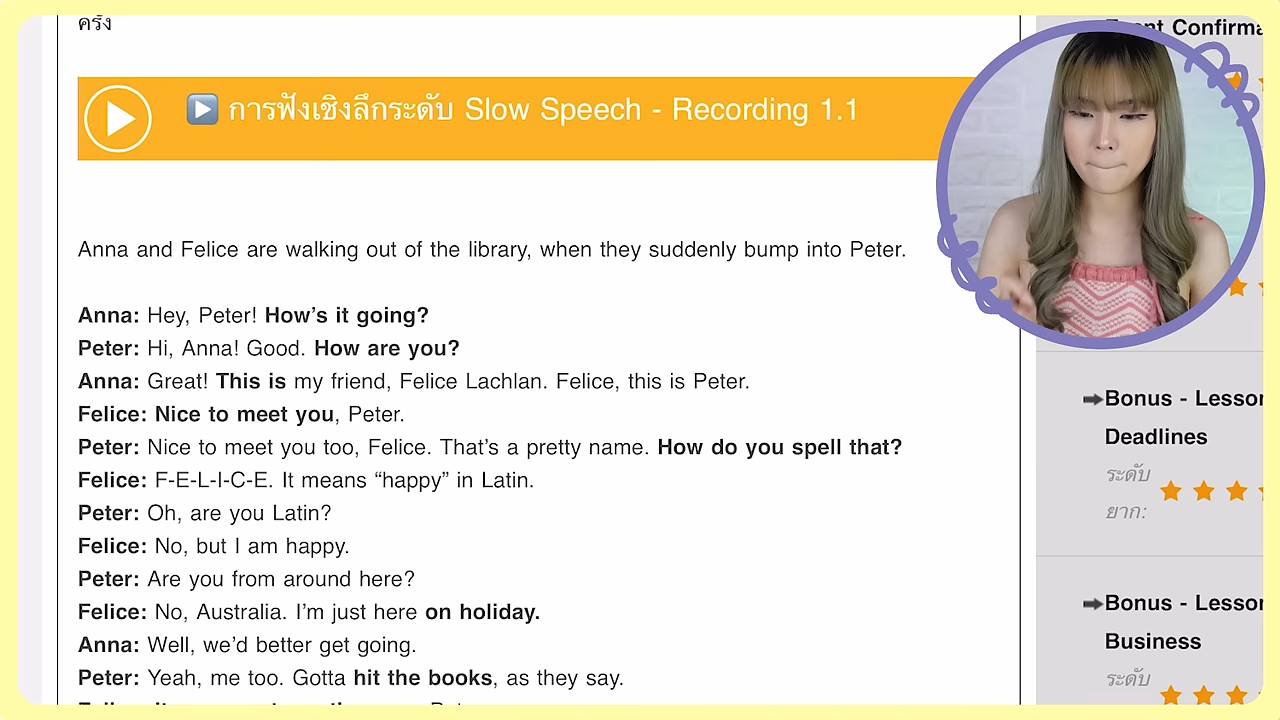 ครั้ง
การฟังเชิงลึกระดับ Slow Speech - Recording 1.1
Anna and Felice are walking out of the library, when they suddenly bump into Peter.
Anna: Hey, Peter! How’s it going?
Peter: Hi, Anna! Good. How are you?
Anna: Great! This is my friend, Felice Lachlan. Felice, this is Peter.
Felice: Nice to meet you, Peter.
Peter: Nice to meet you too, Felice. That’s a pretty name. How do you spell that?
Felice: F-E-L-I-C-E. It means “happy” in Latin.
Peter: Oh, are you Latin?
Felice: No, but I am happy.
Peter: Are you from around here?
Felice: No, Australia. I’m just here on holiday.
Anna: Well, we’d better get going.
Peter: Yeah, me too. Gotta hit the books, as they say.
Bonus - Lesson
Deadlines
ระดับ
ยาก:
Bonus - Lesson
Business
ระดับ